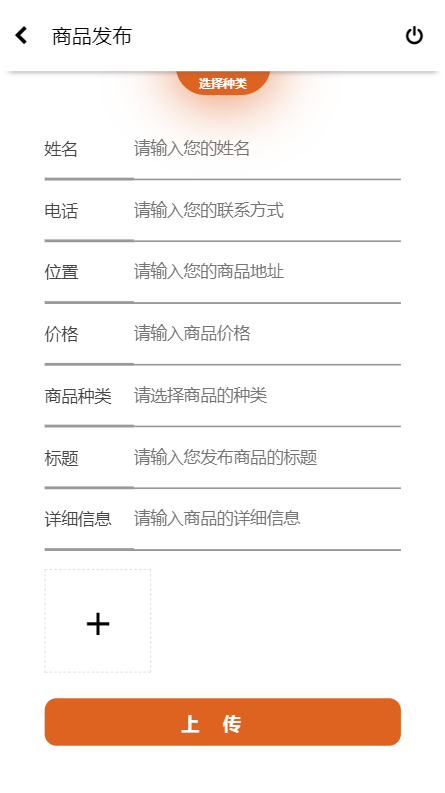 商品发布
选择种类
姓名 请输入您的姓名
电话 请输入您的联系方式
位置 请输入您的商品地址
价格 请输入商品价格
商品种类 请选择商品的种类
标题 请输入您发布商品的标题
详细信息 请输入商品的详细信息
上 传